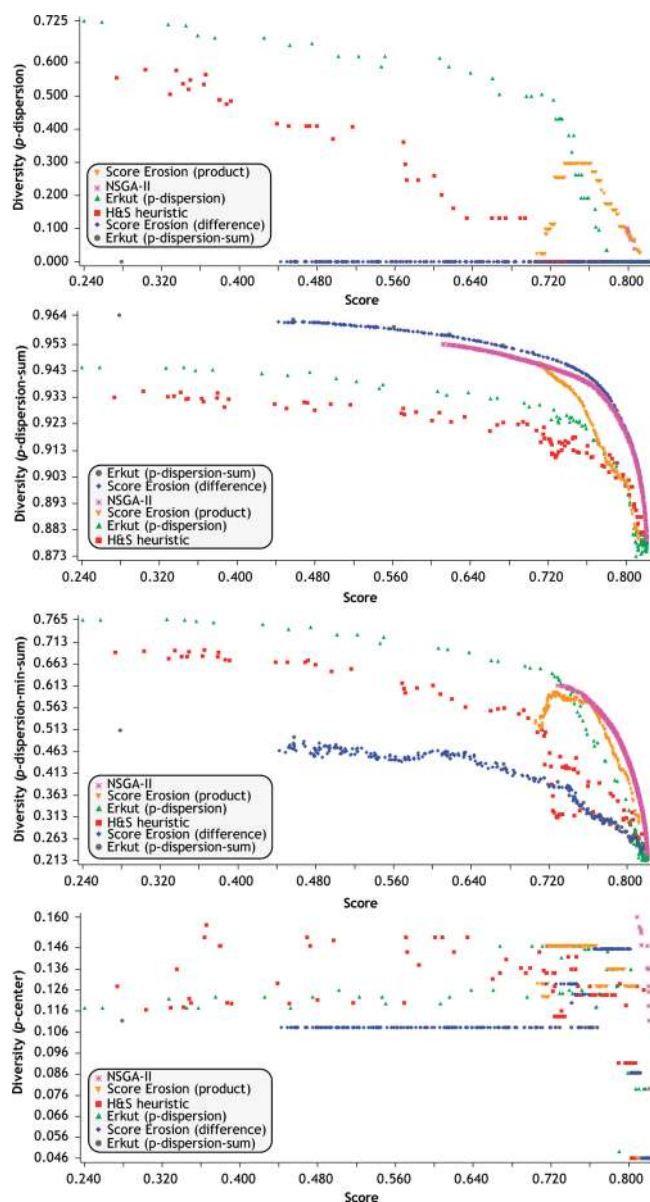 Diversity (p-dispersion)
0.725
0.600
0.500
0.400
0.300
0.200
0.100
0.000
Score Erosion (product)
NSGA-II
Erkut (p-dispersion)
H&S heuristic
Score Erosion (difference)
Erkut (p-dispersion-sum)
0.240 0.320 0.400 0.480 0.560 0.640 0.720 0.800
Score
Diversity (p-dispersion-sum)
0.964
0.953
0.943
0.933
0.923
0.913
0.903
0.893
0.883
0.873
Erkut (p-dispersion-sum)
Score Erosion (difference)
NSGA-II
Score Erosion (product)
Erkut (p-dispersion)
H&S heuristic
0.240 0.320 0.400 0.480 0.560 0.640 0.720 0.800
Score
Diversity (p-dispersion-min-sum)
0.765
0.713
0.663
0.613
0.563
0.513
0.463
0.413
0.363
0.313
0.263
0.213
NSGA-II
Score Erosion (product)
Erkut (p-dispersion)
H&S heuristic
Score Erosion (difference)
Erkut (p-dispersion-sum)
0.240 0.320 0.400 0.480 0.560 0.640 0.720 0.800
Score
Diversity (p-center)
0.160
0.146
0.136
0.126
0.116
0.106
0.096
0.086
0.076
0.066
0.056
0.046
NSGA-II
Score Erosion (product)
H&S heuristic
Erkut (p-dispersion)
Score Erosion (difference)
Erkut (p-dispersion-sum)
0.240 0.320 0.400 0.480 0.560 0.640 0.720 0.800
Score